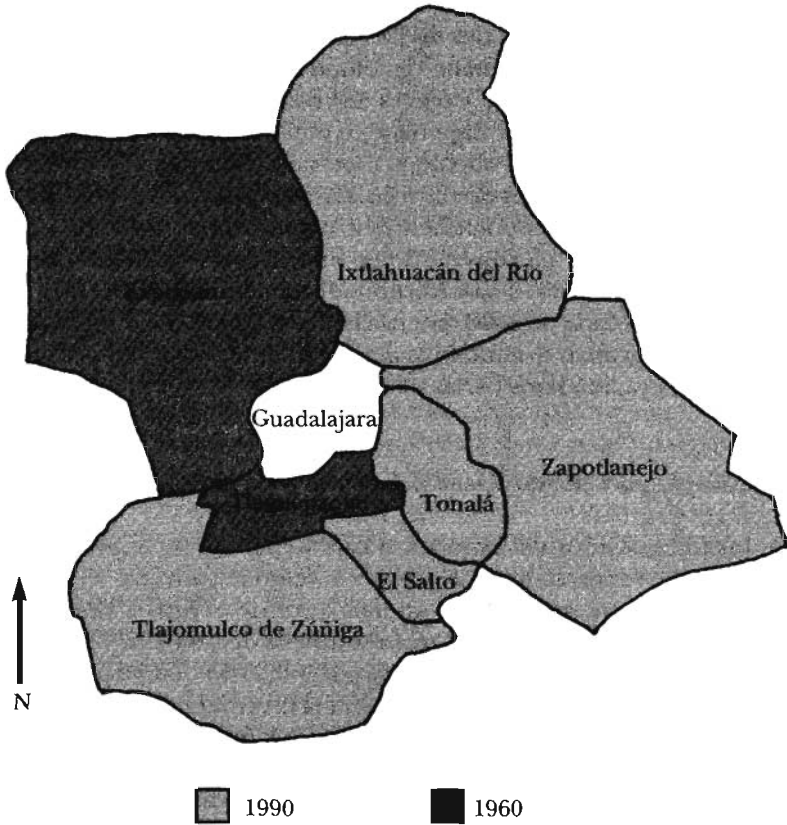 Ixtlahuacán del Río
Guadalajara
Zapotlanejo
Tonalá
El Salto
Tlajomulco de Zúñiga
N
1990
1960